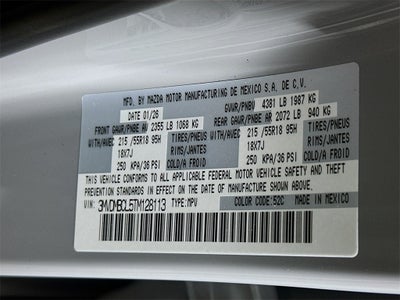 MFD. BY MAZDA MOTOR MANUFACTURING DE MEXICO S.A. DE C.V.
DATE 01/26 GVWR/PNBV 4381 LB 1987 KG
FRONT GAWR/PNBE AV 2355 LB 1068 KG REAR GAWR/PNBE AR 2072 LB 940 KG
WITH/AVEC 215/55R18 95H TIRES/PNEUS WITH/AVEC 215/55R18 95H TIRES/PNEUS
18X7J RIMS/JANTES 18X7J RIMS/JANTES
250 KPA/36 PSI COLD/A FROID 250 KPA/36 PSI COLD/A FROID
THIS VEHICLE CONFORMS TO ALL APPLICABLE FEDERAL MOTOR VEHICLE SAFETY AND THEFT
PREVENTION STANDARDS IN EFFECT ON THE DATE OF MANUFACTURE SHOWN ABOVE.
VIN: 3MVDMBCL5TM128113 TYPE:MPV COLOR CODE:52C MADE IN MEXICO